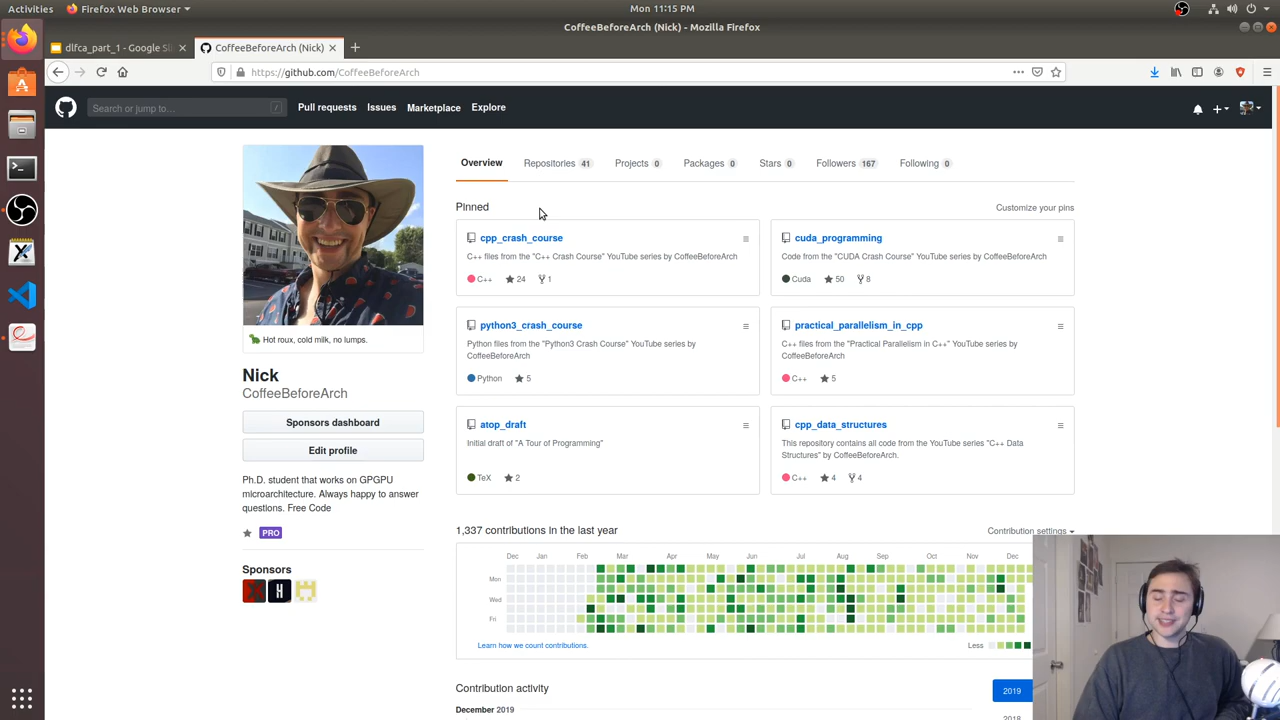 Activities Firefox Web Browser Mon 11:15 PM
CoffeeBeforeArch (Nick) - Mozilla Firefox
dlfca_part_1 - Google Sl
CoffeeBeforeArch (Nick)
https://github.com/CoffeeBeforeArch
Search or jump to… /
Pull requests Issues Marketplace Explore
Overview Repositories 41 Projects 0 Packages 0 Stars 0 Followers 167 Following 0
Pinned
Customize your pins
cpp_crash_course
C++ files from the "C++ Crash Course" YouTube series by CoffeeBeforeArch
C++ 24 1
cuda_programming
Code from the "CUDA Crash Course" YouTube series by CoffeeBeforeArch
Cuda 50 8
python3_crash_course
Python files from the "Python3 Crash Course" YouTube series by
CoffeeBeforeArch
Python 5
practical_parallelism_in_cpp
C++ files from the "Practical Parallelism in C++" YouTube series by
CoffeeBeforeArch
C++ 5
atop_draft
Initial draft of "A Tour of Programming"
TeX 2
cpp_data_structures
This repository contains all code from the YouTube series "C++ Data
Structures" by CoffeeBeforeArch.
C++ 4 4
Hot roux, cold milk, no lumps.
Nick
CoffeeBeforeArch
Sponsors dashboard
Edit profile
Ph.D. student that works on GPGPU
microarchitecture. Always happy to answer
questions. Free Code
PRO
Sponsors
1,337 contributions in the last year
Contribution settings
Dec Jan Feb Mar Apr May Jun Jul Aug Sep Oct Nov Dec
Mon
Wed
Fri
Learn how we count contributions.
Less
Contribution activity
2019
December 2019
2018